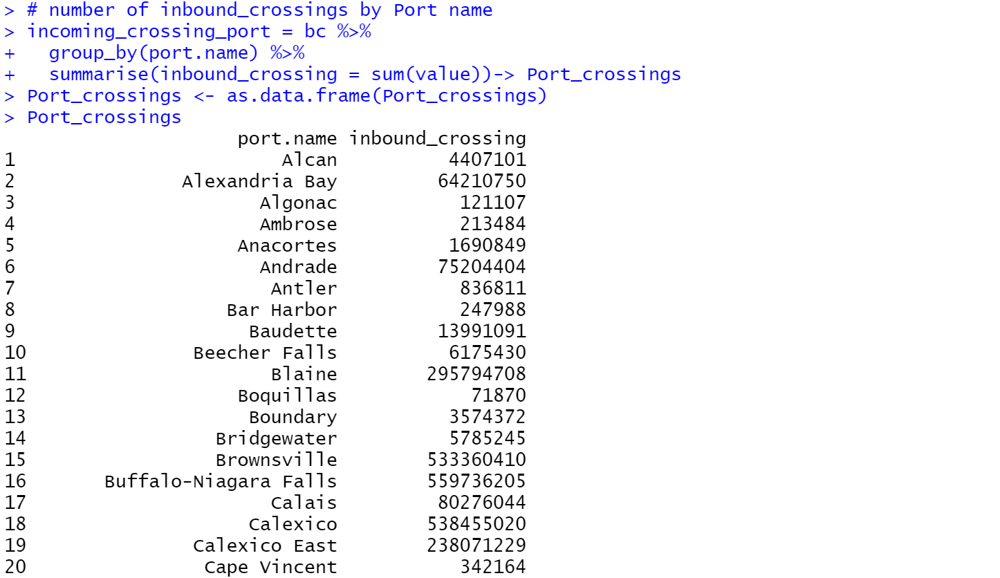 > # number of inbound_crossings by Port name
> incoming_crossing_port = bc %>%
+   group_by(port.name) %>%
+   summarise(inbound_crossing = sum(value))-> Port_crossings
> Port_crossings <- as.data.frame(Port_crossings)
> Port_crossings
                     port.name inbound_crossing
1                        Alcan          4407101
2               Alexandria Bay         64210750
3                      Algonac           121107
4                      Ambrose           213484
5                    Anacortes          1690849
6                      Andrade         75204404
7                       Antler           836811
8                   Bar Harbor           247988
9                     Baudette         13991091
10               Beecher Falls          6175430
11                      Blaine        295794708
12                   Boquillas            71870
13                    Boundary          3574372
14                 Bridgewater          5785245
15                 Brownsville        533360410
16       Buffalo-Niagara Falls        559736205
17                      Calais         80276044
18                    Calexico        538455020
19               Calexico East        238071229
20                Cape Vincent           342164